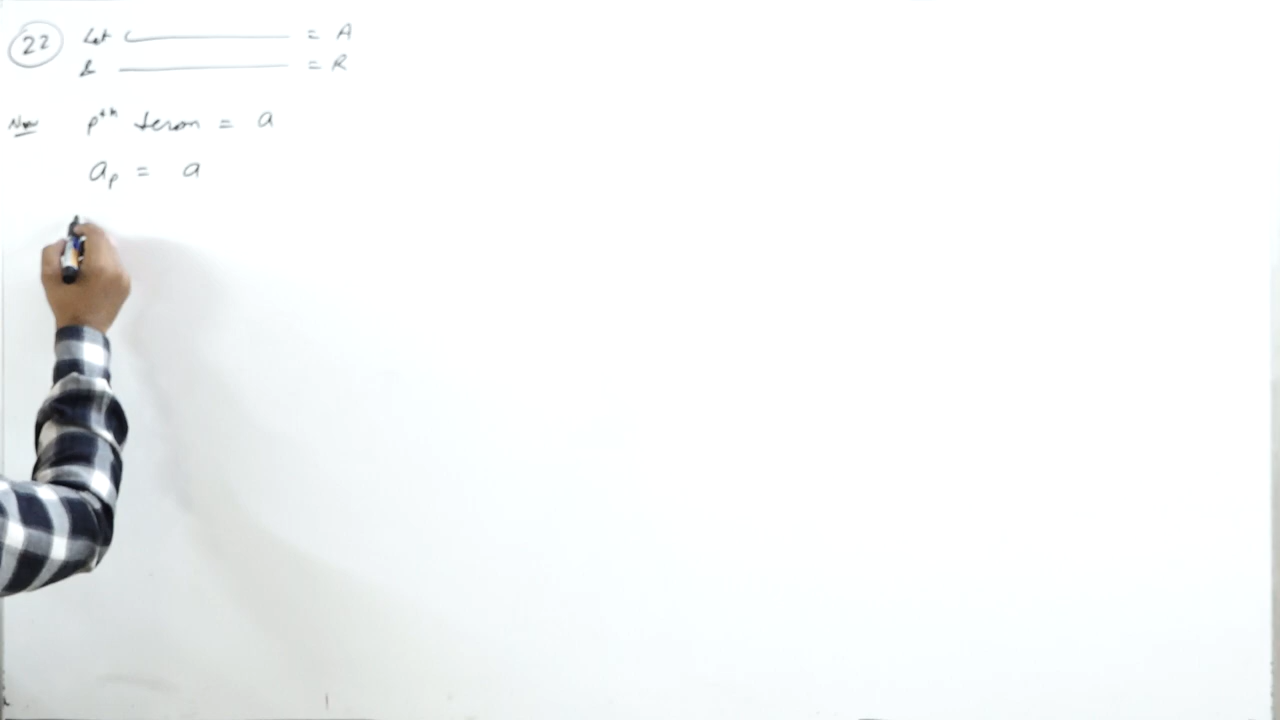 22 Let = A
& = R
Now pth term = a
ap = a